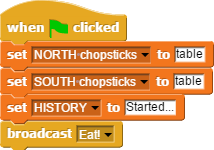 when clicked
set NORTH chopsticks to table
set SOUTH chopsticks to table
set HISTORY to Started...
broadcast Eat!